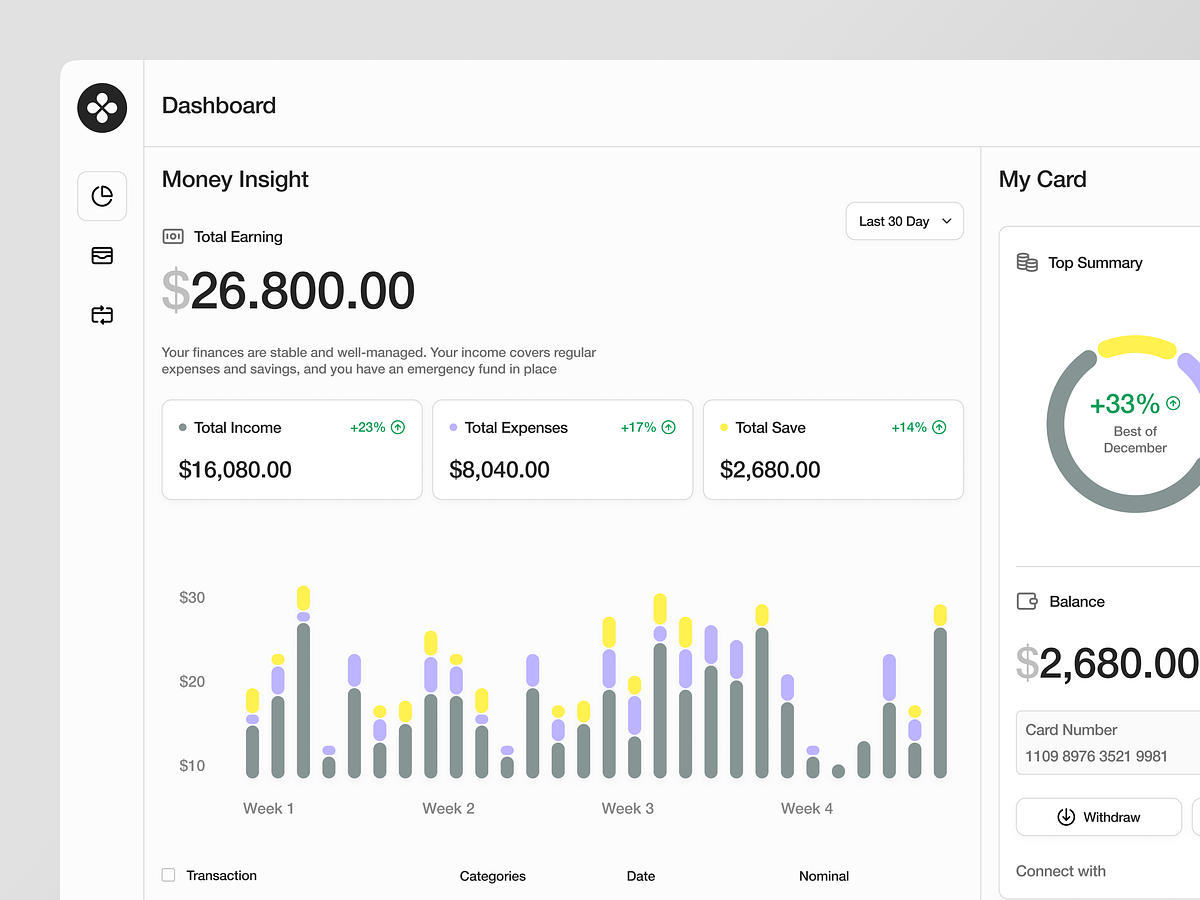 Dashboard
Money Insight
Total Earning
Last 30 Day
$26.800.00
Your finances are stable and well-managed. Your income covers regular
expenses and savings, and you have an emergency fund in place
Total Income
+23%
$16,080.00
Total Expenses
+17%
$8,040.00
Total Save
+14%
$2,680.00
$30
$20
$10
Week 1
Week 2
Week 3
Week 4
Transaction
Categories
Date
Nominal
My Card
Top Summary
+33%
Best of
December
Balance
$2,680.00
Card Number
1109 8976 3521 9981
Withdraw
Connect with